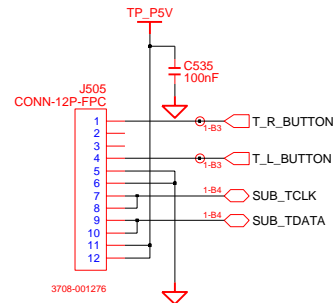 TP_P5V
C535
100nF
J505
CONN-12P-FPC
1
1-B3
T_R_BUTTON
2
3
4
1-B3
T_L_BUTTON
5
6
7
1-B4
SUB_TCLK
8
9
1-B4
SUB_TDATA
10
11
12
3708-001276